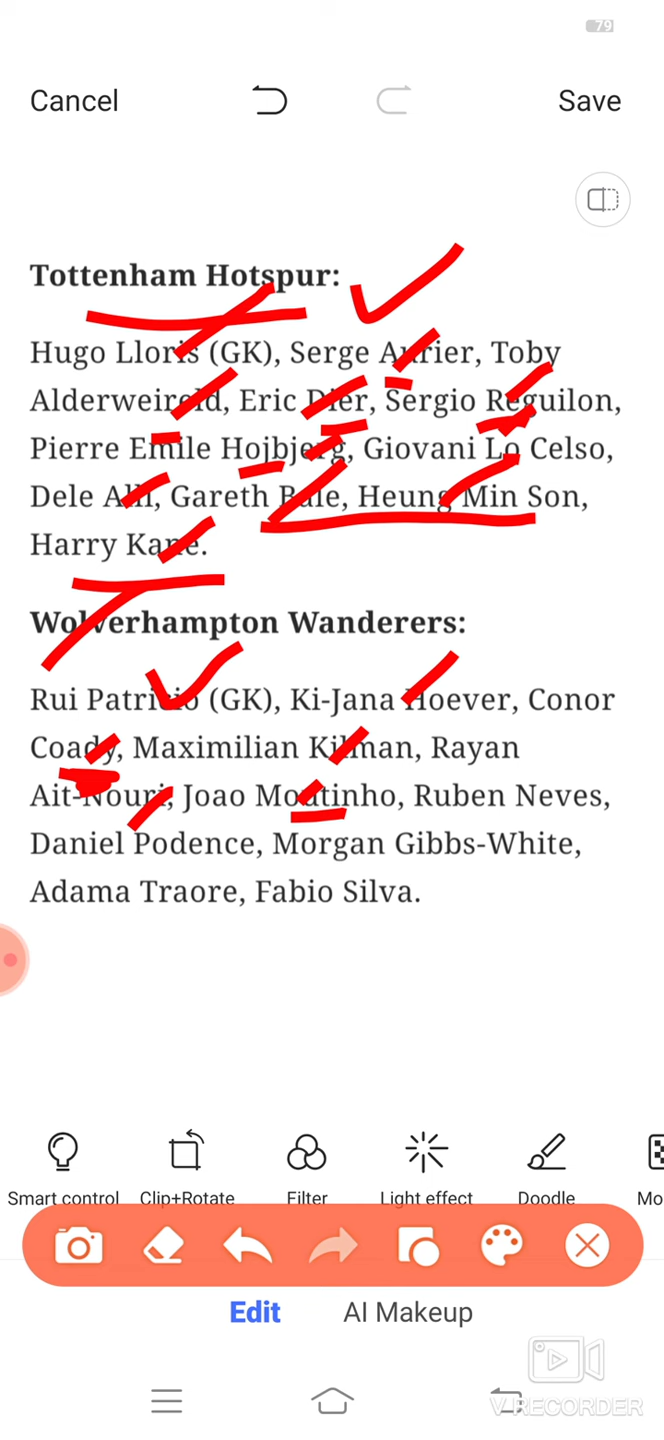 79
Cancel
Save
Tottenham Hotspur:
Hugo Lloris (GK), Serge Aurier, Toby
Alderweireld, Eric Dier, Sergio Reguilon,
Pierre Emile Hojbjerg, Giovani Lo Celso,
Dele Alli, Gareth Bale, Heung Min Son,
Harry Kane.
Wolverhampton Wanderers:
Rui Patricio (GK), Ki-Jana Hoever, Conor
Coady, Maximilian Kilman, Rayan
Ait-Nouri, Joao Moutinho, Ruben Neves,
Daniel Podence, Morgan Gibbs-White,
Adama Traore, Fabio Silva.
Smart control Clip+Rotate Filter Light effect Doodle Mo
Edit AI Makeup
V RECORDER